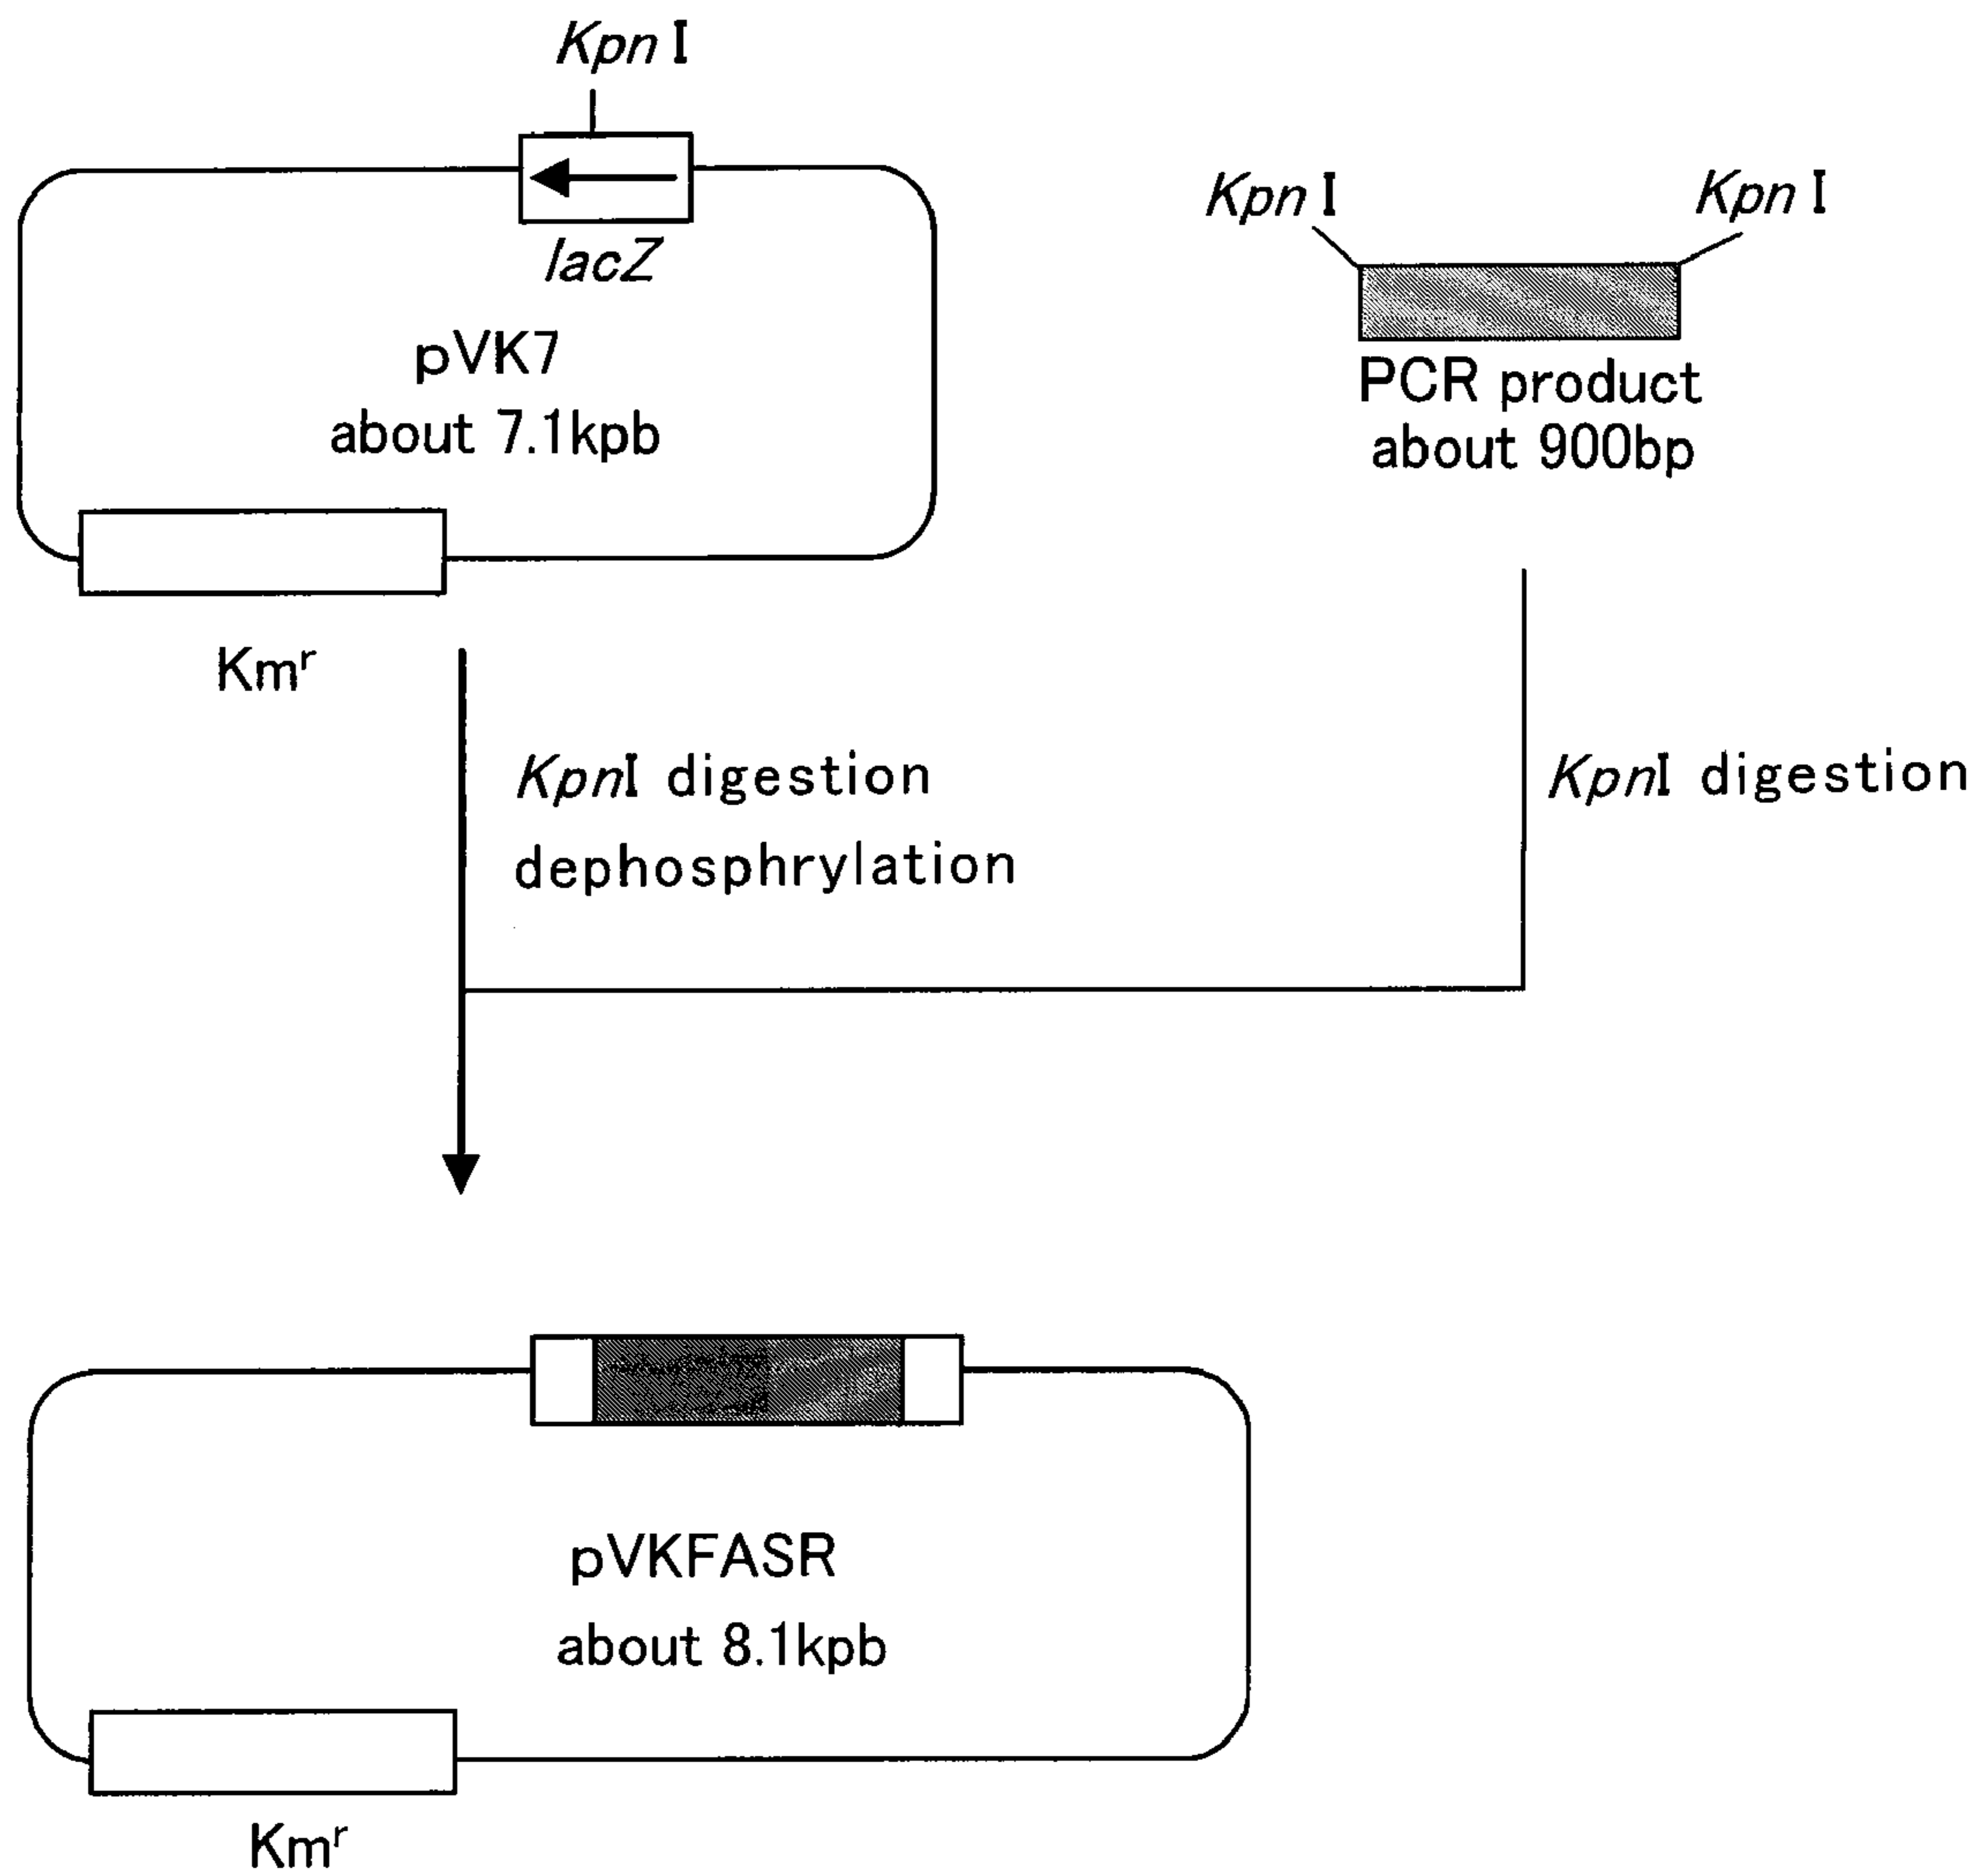 Kpn I
lacZ
pVK7
about 7.1kpb
Kmʳ
Kpn I
Kpn I
PCR product
about 900bp
KpnI digestion
dephosphrylation
KpnI digestion
pVKFASR
about 8.1kpb
Kmʳ